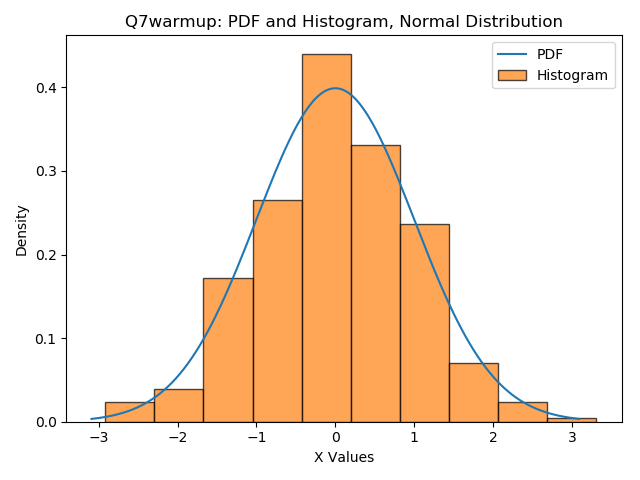 Q7warmup: PDF and Histogram, Normal Distribution
PDF
Histogram
Density
0.4
0.3
0.2
0.1
0.0
−3
−2
−1
0
1
2
3
X Values